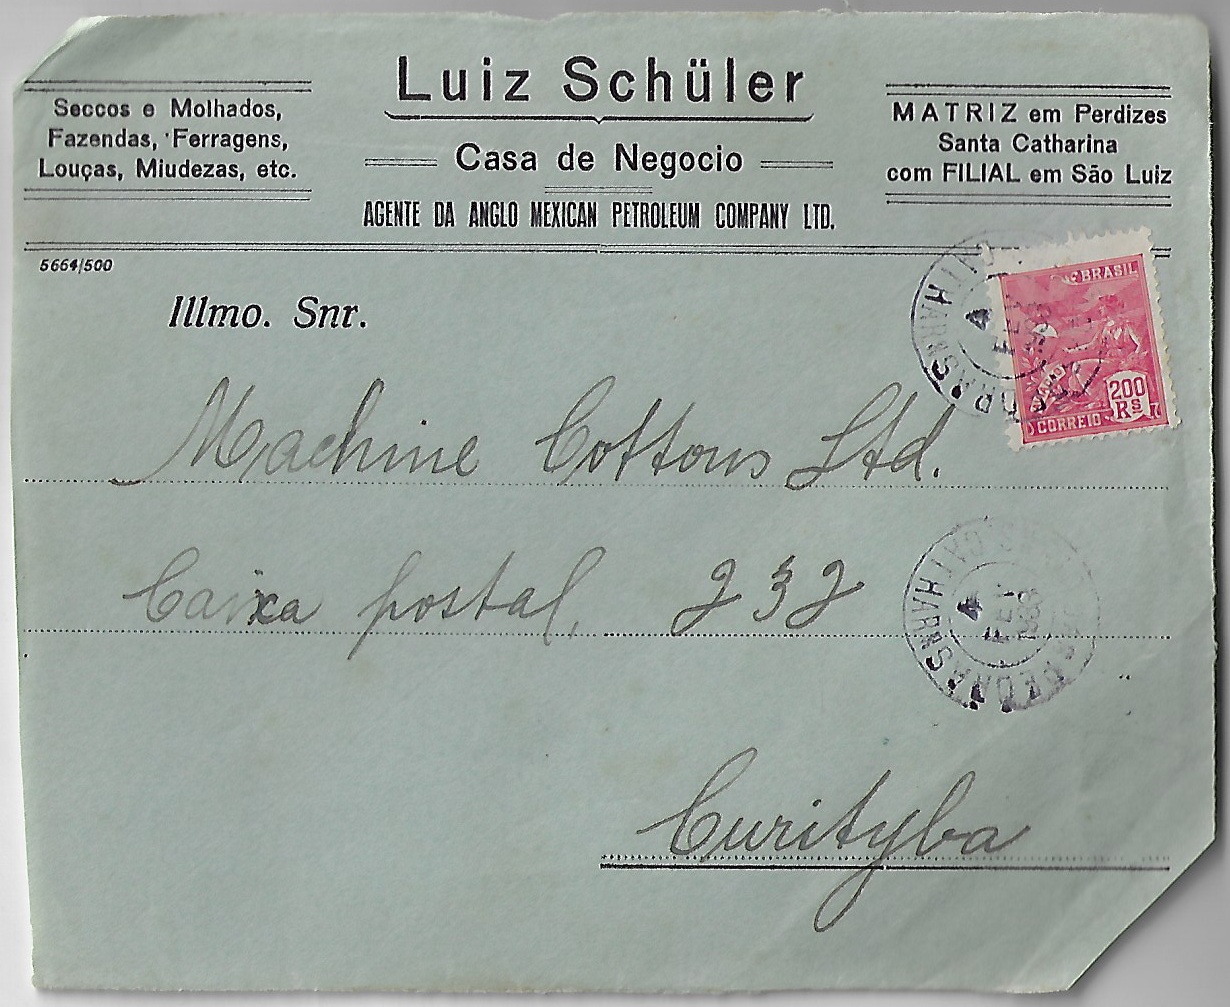 Luiz Schüler
Casa de Negocio
AGENTE DA ANGLO MEXICAN PETROLEUM COMPANY LTD.
Seccos e Molhados,
Fazendas, Ferragens,
Louças, Miudezas, etc.
MATRIZ em Perdizes
Santa Catharina
com FILIAL em São Luiz
5664/500
Illmo. Snr.
BRASIL
200
Rs
CORREIO
Machine Cottons Ltd.
Caixa postal, 232
4
FEV
Curityba